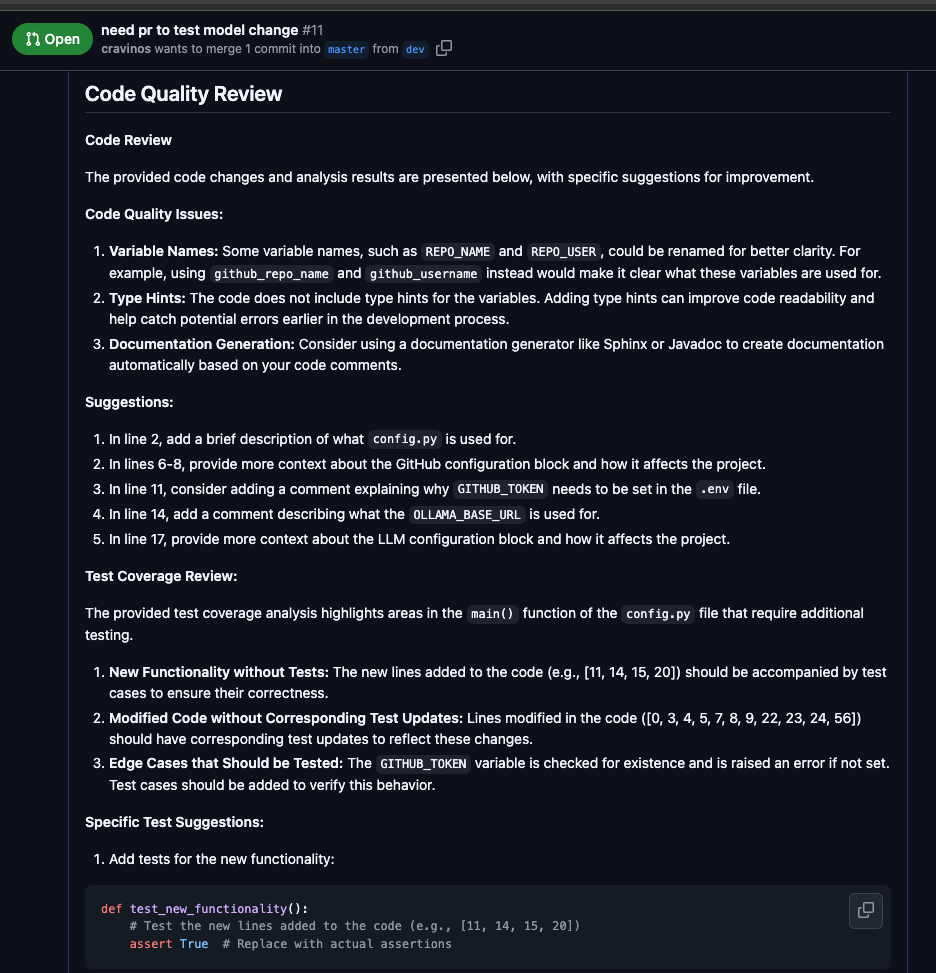 Open
need pr to test model change #11
cravinos wants to merge 1 commit into master from dev
Code Quality Review
Code Review
The provided code changes and analysis results are presented below, with specific suggestions for improvement.
Code Quality Issues:
1. Variable Names: Some variable names, such as REPO_NAME and REPO_USER, could be renamed for better clarity. For
example, using github_repo_name and github_username instead would make it clear what these variables are used for.
2. Type Hints: The code does not include type hints for the variables. Adding type hints can improve code readability and
help catch potential errors earlier in the development process.
3. Documentation Generation: Consider using a documentation generator like Sphinx or Javadoc to create documentation
automatically based on your code comments.
Suggestions:
1. In line 2, add a brief description of what config.py is used for.
2. In lines 6-8, provide more context about the GitHub configuration block and how it affects the project.
3. In line 11, consider adding a comment explaining why GITHUB_TOKEN needs to be set in the .env file.
4. In line 14, add a comment describing what the OLLAMA_BASE_URL is used for.
5. In line 17, provide more context about the LLM configuration block and how it affects the project.
Test Coverage Review:
The provided test coverage analysis highlights areas in the main() function of the config.py file that require additional
testing.
1. New Functionality without Tests: The new lines added to the code (e.g., [11, 14, 15, 20]) should be accompanied by test
cases to ensure their correctness.
2. Modified Code without Corresponding Test Updates: Lines modified in the code ([0, 3, 4, 5, 7, 8, 9, 22, 23, 24, 56])
should have corresponding test updates to reflect these changes.
3. Edge Cases that Should be Tested: The GITHUB_TOKEN variable is checked for existence and is raised an error if not set.
Test cases should be added to verify this behavior.
Specific Test Suggestions:
1. Add tests for the new functionality:
def test_new_functionality():
# Test the new lines added to the code (e.g., [11, 14, 15, 20])
assert True # Replace with actual assertions